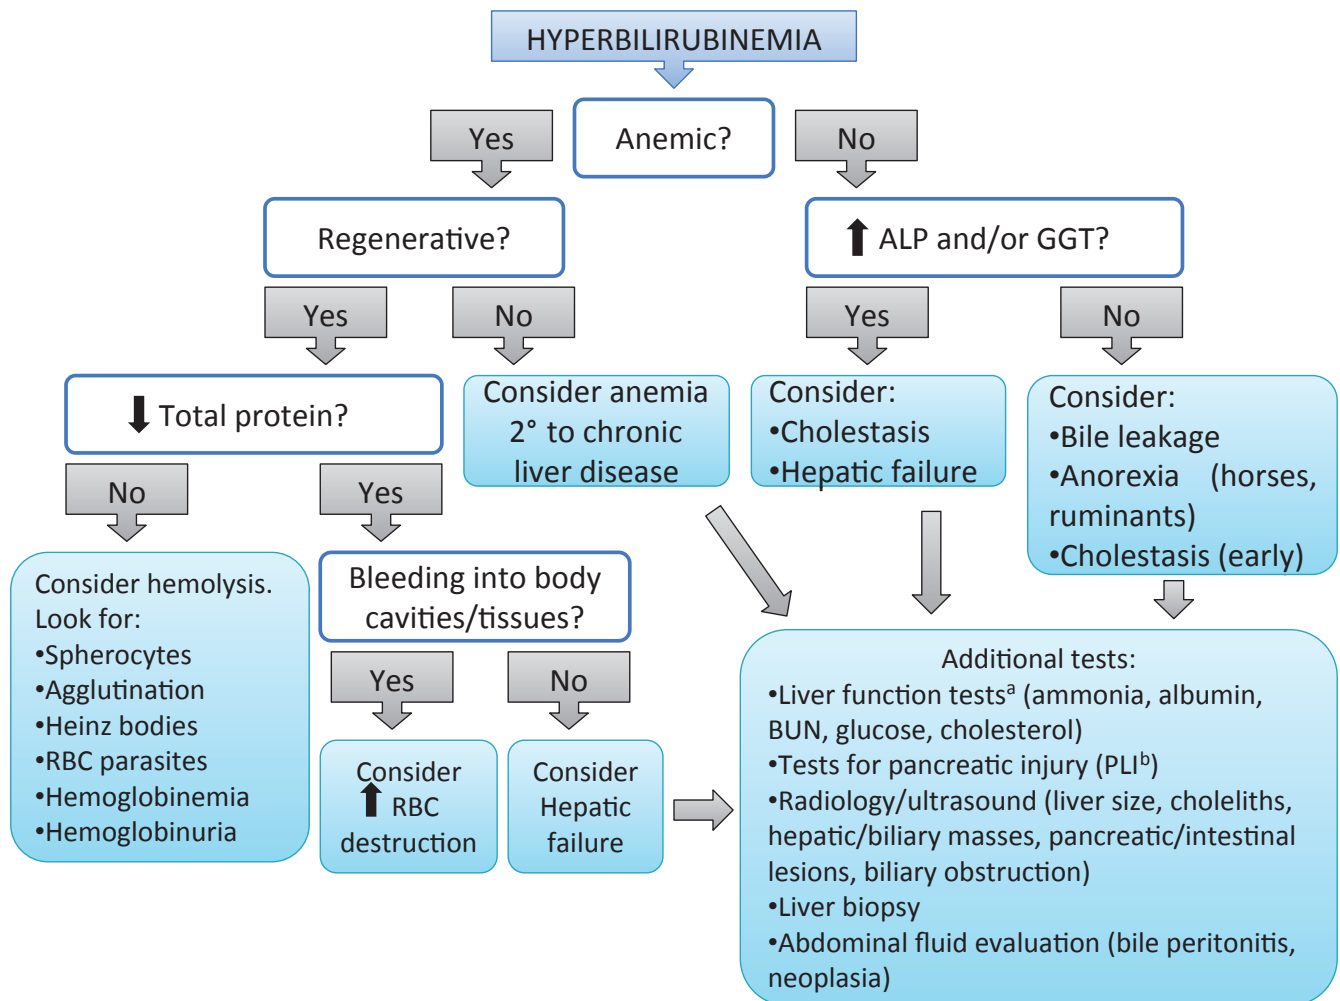 HYPERBILIRUBINEMIA
Anemic?
Yes
No
Regenerative?
⬆ ALP and/or GGT?
Yes
No
Yes
No
⬇ Total protein?
Consider anemia
2° to chronic
liver disease
Consider:
•Cholestasis
•Hepatic failure
Consider:
•Bile leakage
•Anorexia (horses,
ruminants)
•Cholestasis (early)
No
Yes
Consider hemolysis.
Look for:
•Spherocytes
•Agglutination
•Heinz bodies
•RBC parasites
•Hemoglobinemia
•Hemoglobinuria
Bleeding into body
cavities/tissues?
Yes
No
Consider
⬆ RBC
destruction
Consider
Hepatic
failure
Additional tests:
•Liver function testsᵃ (ammonia, albumin,
BUN, glucose, cholesterol)
•Tests for pancreatic injury (PLIᵇ)
•Radiology/ultrasound (liver size, choleliths,
hepatic/biliary masses, pancreatic/intestinal
lesions, biliary obstruction)
•Liver biopsy
•Abdominal fluid evaluation (bile peritonitis,
neoplasia)